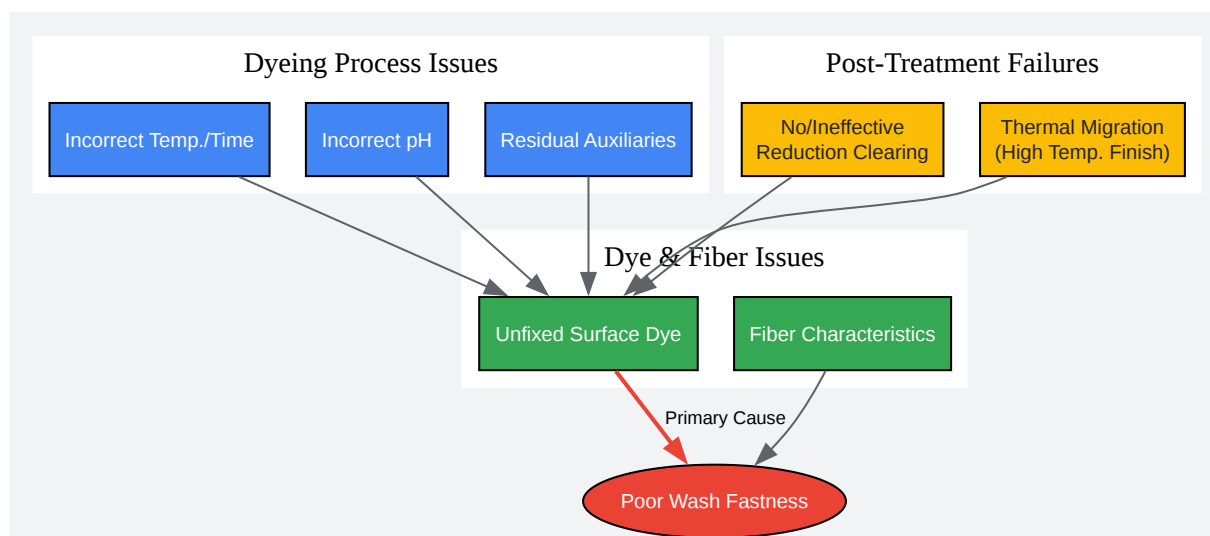 Dyeing Process Issues
Post-Treatment Failures
Incorrect Temp./Time
Incorrect pH
Residual Auxiliaries
No/Ineffective
Reduction Clearing
Thermal Migration
(High Temp. Finish)
Dye & Fiber Issues
Unfixed Surface Dye
Fiber Characteristics
Primary Cause
Poor Wash Fastness